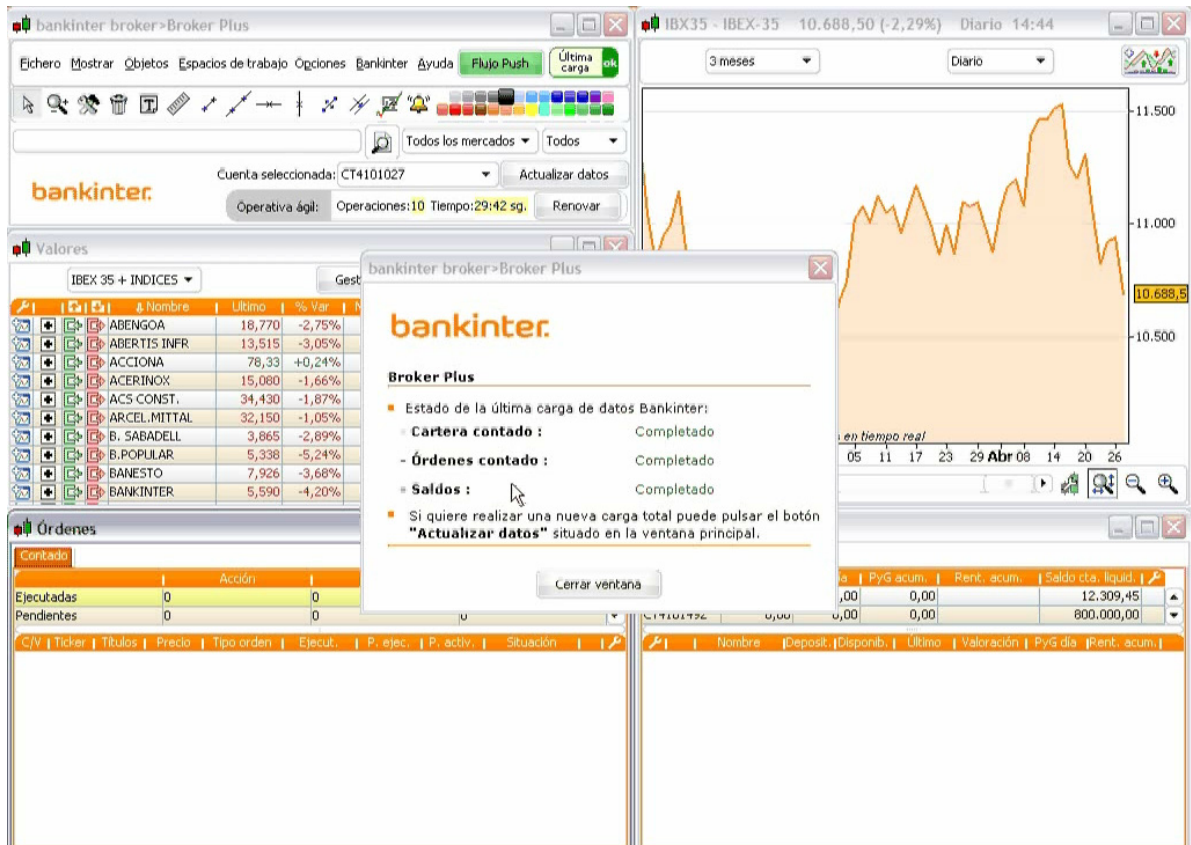 bankinter broker>Broker Plus
Fichero Mostrar Objetos Espacios de trabajo Opciones Bankinter Ayuda Flujo Push Última carga ok
Todos los mercados Todos
bankinter.
Cuenta seleccionada: CT4101027 Actualizar datos
Operativa ágil: Operaciones:10 Tiempo:29:42 sg. Renovar
IBX35 - IBEX-35 10.688,50 (-2,29%) Diario 14:44
3 meses Diario
11.500
11.000
10.688,5
10.500
en tiempo real
05 11 17 23 29 Abr 08 14 20 26
Valores
IBEX 35 + INDICES
Nombre Último % Var
ABENGOA 18,770 -2,75%
ABERTIS INFR 13,515 -3,05%
ACCIONA 78,33 +0,24%
ACERINOX 15,080 -1,66%
ACS CONST. 34,430 -1,87%
ARCEL.MITTAL 32,150 -1,05%
B. SABADELL 3,865 -2,89%
B.POPULAR 5,338 -5,24%
BANESTO 7,926 -3,68%
BANKINTER 5,590 -4,20%
bankinter broker>Broker Plus
bankinter.
Broker Plus
Estado de la última carga de datos Bankinter:
Cartera contado : Completado
- Órdenes contado : Completado
Saldos : Completado
Si quiere realizar una nueva carga total puede pulsar el botón
"Actualizar datos" situado en la ventana principal.
Cerrar ventana
Órdenes
Contado
Acción
Ejecutadas 0 0
Pendientes 0 0 0
C/V Ticker Títulos Precio Tipo orden Ejecut. P. ejec. P. activ. Situación
PyG acum. Rent. acum. Saldo cta. liquid.
,00 0,00 12.309,45
CT4101492 0,00 0,00 0,00 800.000,00
Nombre Deposit. Disponib. Último Valoración PyG día Rent. acum.